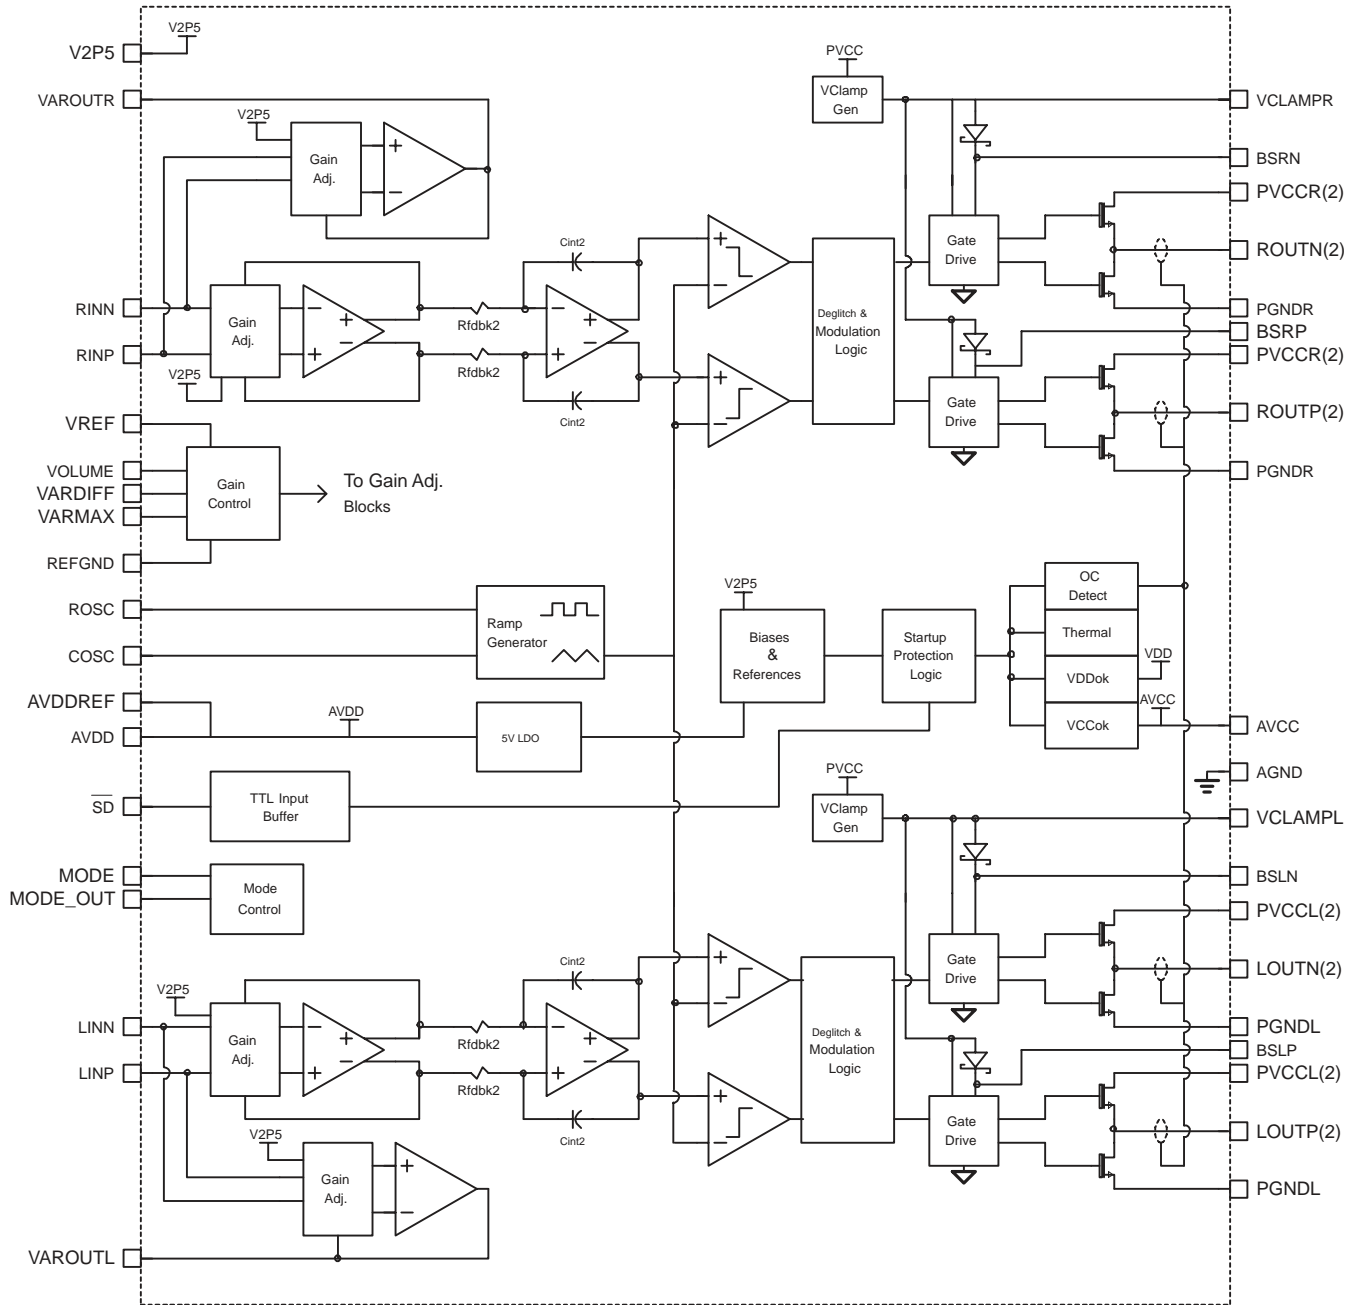 V2P5
V2P5
VAROUTR
V2P5
Gain
Adj.
+
−
PVCC
VClamp
Gen
VCLAMPR
BSRN
PVCCR(2)
Gate
Drive
ROUTN(2)
PGNDR
BSRP
PVCCR(2)
Gate
Drive
ROUTP(2)
PGNDR
RINN
RINP
Gain
Adj.
V2P5
−
+
+
−
Rfdbk2
Rfdbk2
Cint2
Cint2
−
+
+
−
+
−
+
−
Deglitch &
Modulation
Logic
VREF
VOLUME
VARDIFF
VARMAX
REFGND
Gain
Control
To Gain Adj.
Blocks
ROSC
COSC
Ramp
Generator
V2P5
Biases
&
References
Startup
Protection
Logic
OC
Detect
Thermal
VDDok
VDD
VCCok
AVCC
AVCC
AVDDREF
AVDD
AVDD
5V LDO
AGND
SD
TTL Input
Buffer
PVCC
VClamp
Gen
VCLAMPL
BSLN
MODE
MODE_OUT
Mode
Control
PVCCL(2)
Gate
Drive
LOUTN(2)
PGNDL
BSLP
PVCCL(2)
Gate
Drive
LOUTP(2)
PGNDL
V2P5
LINN
LINP
Gain
Adj.
−
+
+
−
Rfdbk2
Rfdbk2
Cint2
Cint2
−
+
+
−
+
−
+
−
Deglitch &
Modulation
Logic
V2P5
Gain
Adj.
+
−
VAROUTL